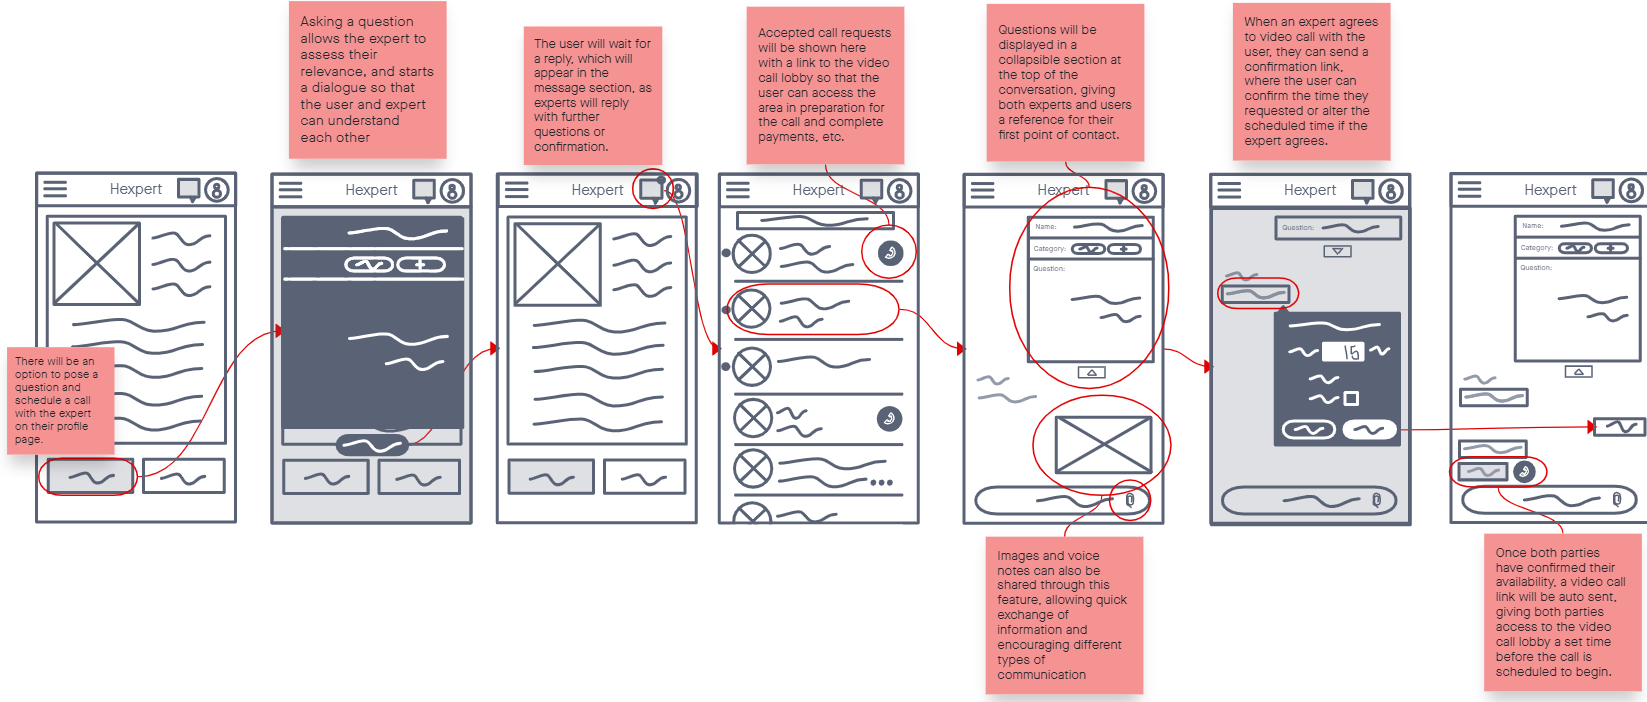 Asking a question
allows the expert to
assess their
relevance, and starts
a dialogue so that
the user and expert
can understand
each other
The user will wait for
a reply, which will
appear in the
message section, as
experts will reply
with further
questions or
confirmation.
Accepted call requests
will be shown here
with a link to the video
call lobby so that the
user can access the
area in preparation for
the call and complete
payments, etc.
Questions will be
displayed in a
collapsible section at
the top of the
conversation, giving
both experts and users
a reference for their
first point of contact.
When an expert agrees
to video call with the
user, they can send a
confirmation link,
where the user can
confirm the time they
requested or alter the
scheduled time if the
expert agrees.
Hexpert
Hexpert
Hexpert
Hexpert
Hexpert
Hexpert
Hexpert
There will be an
option to pose a
question and
schedule a call
with the expert
on their profile
page.
Name:
Category:
Question:
Question:
15
Name:
Category:
Question:
Images and voice
notes can also be
shared through this
feature, allowing quick
exchange of
information and
encouraging different
types of
communication
Once both parties
have confirmed their
availability, a video call
link will be auto sent,
giving both parties
access to the video
call lobby a set time
before the call is
scheduled to begin.